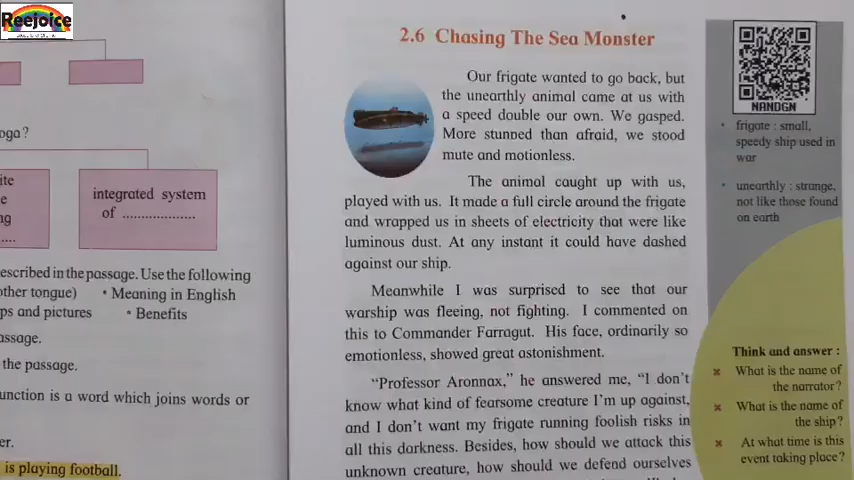 Reejoice
oga?
ite
e
ng
....
integrated system
of ..................
escribed in the passage. Use the following
other tongue) • Meaning in English
ps and pictures • Benefits
assage.
the passage.
unction is a word which joins words or
er.
is playing football.
2.6 Chasing The Sea Monster
Our frigate wanted to go back, but
the unearthly animal came at us with
a speed double our own. We gasped.
More stunned than afraid, we stood
mute and motionless.
The animal caught up with us,
played with us. It made a full circle around the frigate
and wrapped us in sheets of electricity that were like
luminous dust. At any instant it could have dashed
against our ship.
Meanwhile I was surprised to see that our
warship was fleeing, not fighting. I commented on
this to Commander Farragut. His face, ordinarily so
emotionless, showed great astonishment.
“Professor Aronnax,” he answered me, “I don’t
know what kind of fearsome creature I’m up against,
and I don’t want my frigate running foolish risks in
all this darkness. Besides, how should we attack this
unknown creature, how should we defend ourselves
NANDGN
• frigate : small,
speedy ship used in
war
• unearthly : strange,
not like those found
on earth
Think and answer :
× What is the name of
the narrator?
× What is the name of
the ship?
× At what time is this
event taking place?